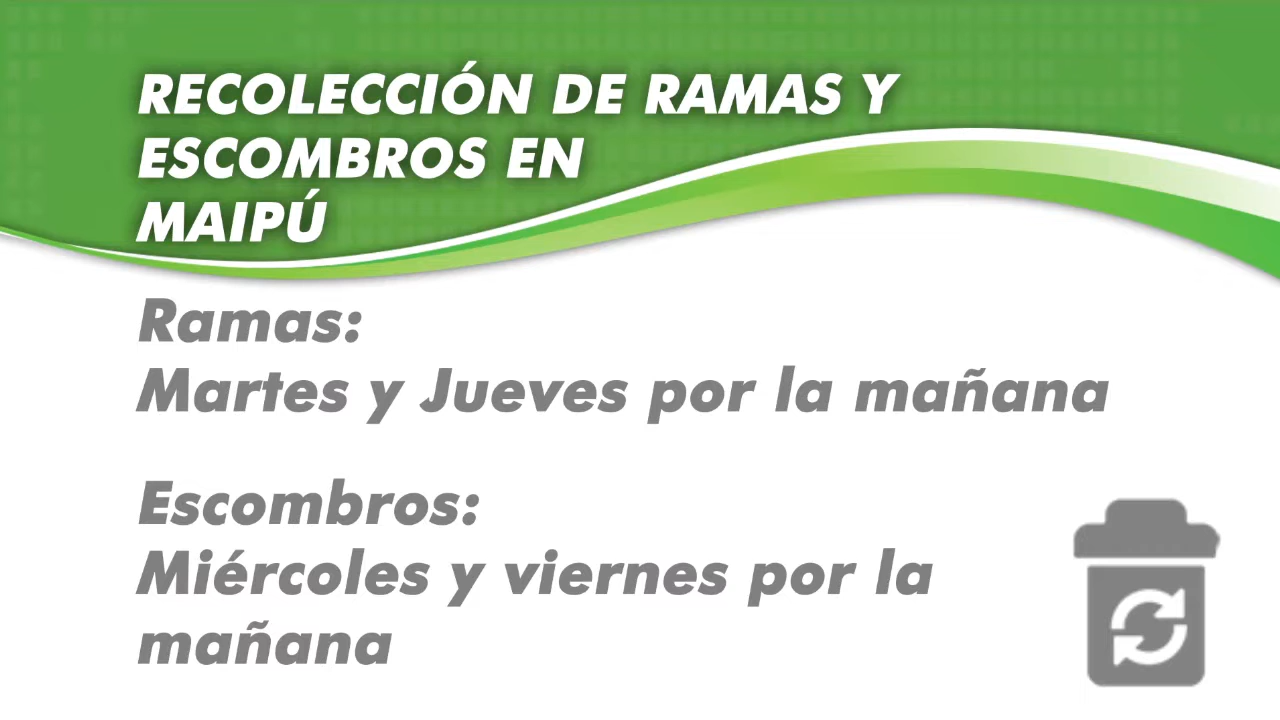 RECOLECCIÓN DE RAMAS Y
ESCOMBROS EN
MAIPÚ
Ramas:
Martes y Jueves por la mañana
Escombros:
Miércoles y viernes por la
mañana